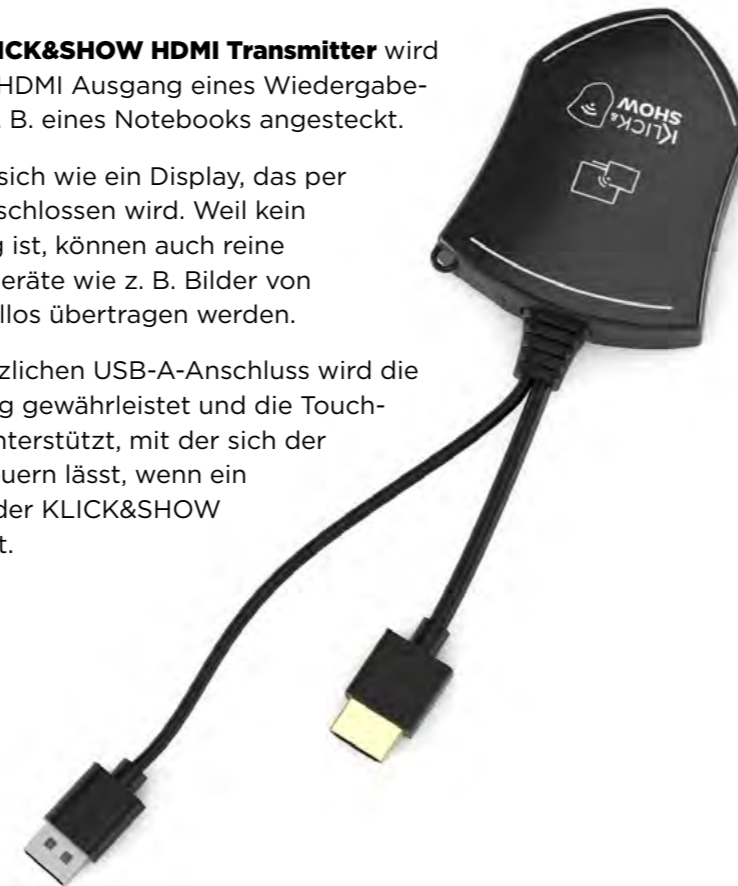 ICK&SHOW HDMI Transmitter wird
HDMI Ausgang eines Wiedergabe-
. B. eines Notebooks angesteckt.
sich wie ein Display, das per
schlossen wird. Weil kein
g ist, können auch reine
eräte wie z. B. Bilder von
llos übertragen werden.
zlichen USB-A-Anschluss wird die
g gewährleistet und die Touch-
nterstützt, mit der sich der
euern lässt, wenn ein
der KLICK&SHOW
t.
KLICK&
SHOW